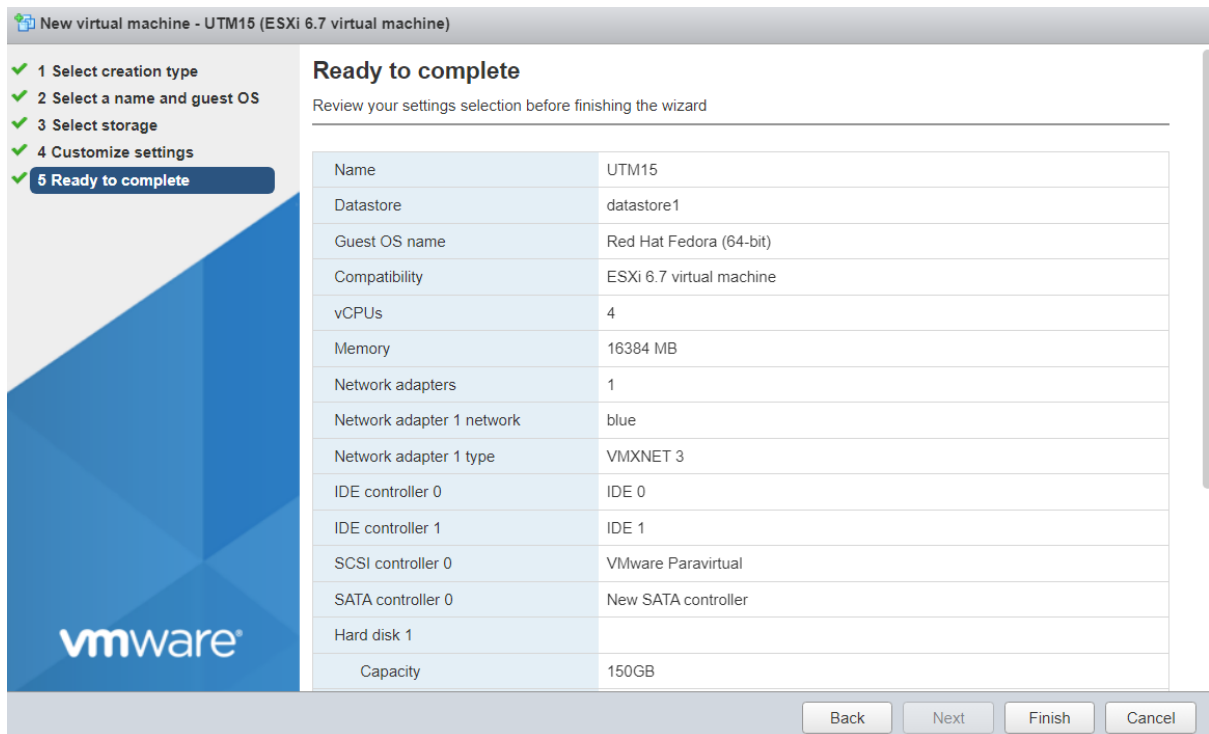 New virtual machine - UTM15 (ESXi 6.7 virtual machine)
1 Select creation type
2 Select a name and guest OS
3 Select storage
4 Customize settings
5 Ready to complete
vmware®
Ready to complete
Review your settings selection before finishing the wizard
Name UTM15
Datastore datastore1
Guest OS name Red Hat Fedora (64-bit)
Compatibility ESXi 6.7 virtual machine
vCPUs 4
Memory 16384 MB
Network adapters 1
Network adapter 1 network blue
Network adapter 1 type VMXNET 3
IDE controller 0 IDE 0
IDE controller 1 IDE 1
SCSI controller 0 VMware Paravirtual
SATA controller 0 New SATA controller
Hard disk 1
Capacity 150GB
Back Next Finish Cancel